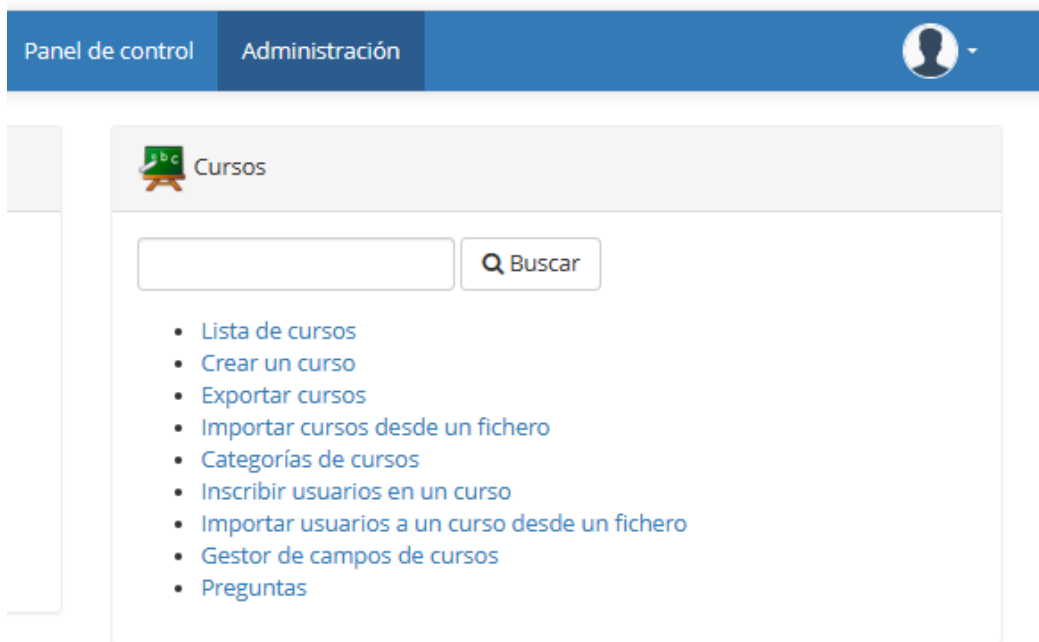 Panel de control Administración
Cursos
Buscar
Lista de cursos
Crear un curso
Exportar cursos
Importar cursos desde un fichero
Categorías de cursos
Inscribir usuarios en un curso
Importar usuarios a un curso desde un fichero
Gestor de campos de cursos
Preguntas